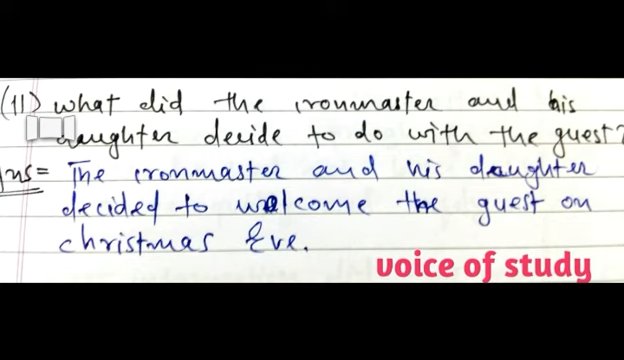 (11) what did the ironmaster and his
daughter decide to do with the guest?
Ans = The ironmaster and his daughter
decided to welcome the guest on
christmas Eve.
voice of study